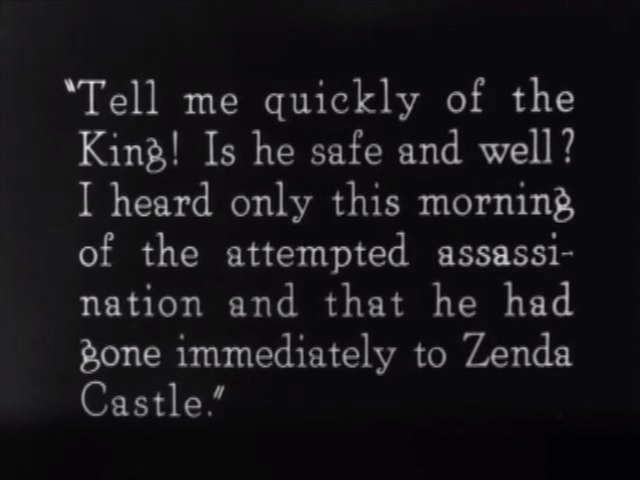 "Tell me quickly of the
King! Is he safe and well?
I heard only this morning
of the attempted assassi-
nation and that he had
gone immediately to Zenda
Castle."